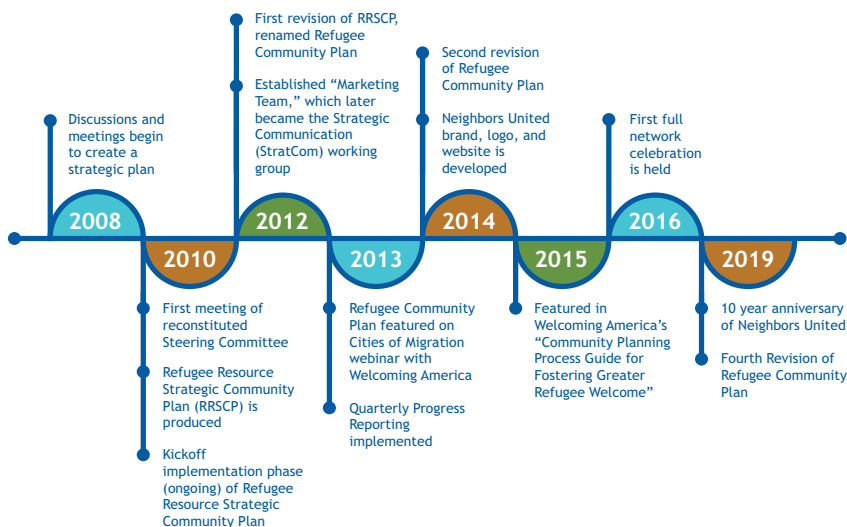 First revision of RRSCP,
renamed Refugee
Community Plan
Established “Marketing
Team,” which later
became the Strategic
Communication
(StratCom) working
group
Second revision
of Refugee
Community Plan
Neighbors United
brand, logo, and
website is
developed
Discussions and
meetings begin
to create a
strategic plan
First full
network
celebration
is held
2008
2010
2012
2013
2014
2015
2016
2019
First meeting of
reconstituted
Steering Committee
Refugee Resource
Strategic Community
Plan (RRSCP) is
produced
Kickoff
implementation phase
(ongoing) of Refugee
Resource Strategic
Community Plan
Refugee Community
Plan featured on
Cities of Migration
webinar with
Welcoming America
Quarterly Progress
Reporting
implemented
Featured in
Welcoming America’s
“Community Planning
Process Guide for
Fostering Greater
Refugee Welcome”
10 year anniversary
of Neighbors United
Fourth Revision of
Refugee Community
Plan